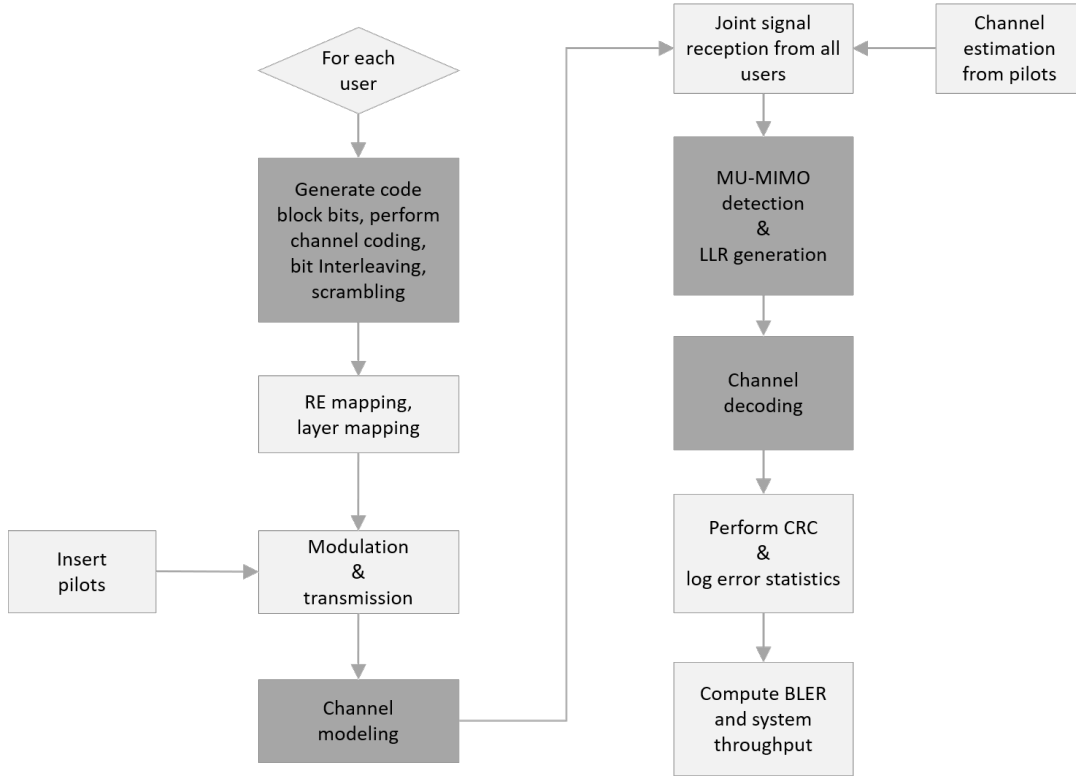 For each
user
Generate code
block bits, perform
channel coding,
bit Interleaving,
scrambling
RE mapping,
layer mapping
Insert
pilots
Modulation
&
transmission
Channel
modeling
Joint signal
reception from all
users
Channel
estimation
from pilots
MU-MIMO
detection
&
LLR generation
Channel
decoding
Perform CRC
&
log error statistics
Compute BLER
and system
throughput